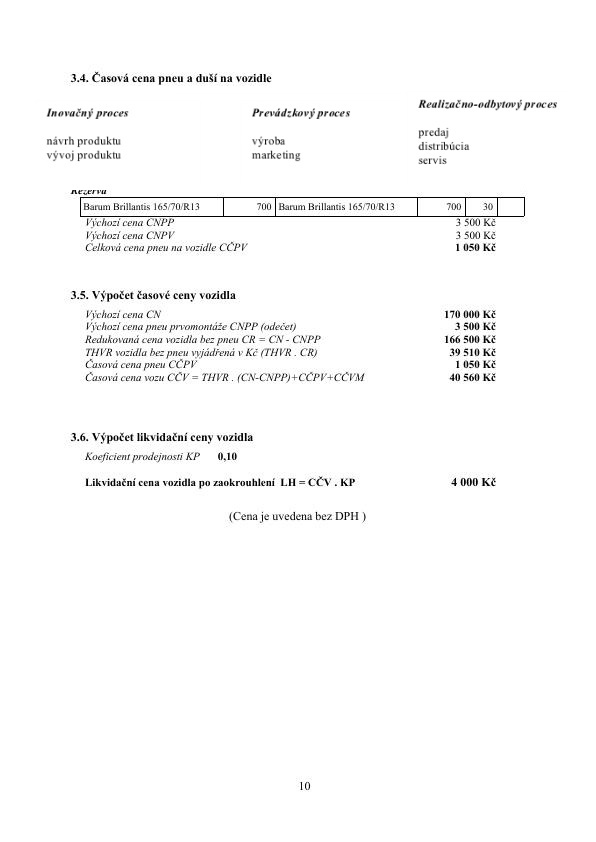 3.4. Časová cena pneu a duší na vozidle
Inovačný proces Prevádzkový proces Realizačno-odbytový proces
návrh produktu výroba predaj
vývoj produktu marketing distribúcia
servis
Rezerva
Barum Brillantis 165/70/R13 700 Barum Brillantis 165/70/R13 700 30
Výchozí cena CNPP 3 500 Kč
Výchozí cena CNPV 3 500 Kč
Celková cena pneu na vozidle CČPV 1 050 Kč
3.5. Výpočet časové ceny vozidla
Výchozí cena CN 170 000 Kč
Výchozí cena pneu prvomontáže CNPP (odečet) 3 500 Kč
Redukovaná cena vozidla bez pneu CR = CN - CNPP 166 500 Kč
THVR vozidla bez pneu vyjádřená v Kč (THVR . CR) 39 510 Kč
Časová cena pneu CČPV 1 050 Kč
Časová cena vozu CČV = THVR . (CN-CNPP)+CČPV+CČVM 40 560 Kč
3.6. Výpočet likvidační ceny vozidla
Koeficient prodejnosti KP 0,10
Likvidační cena vozidla po zaokrouhlení LH = CČV . KP 4 000 Kč
(Cena je uvedena bez DPH )
10